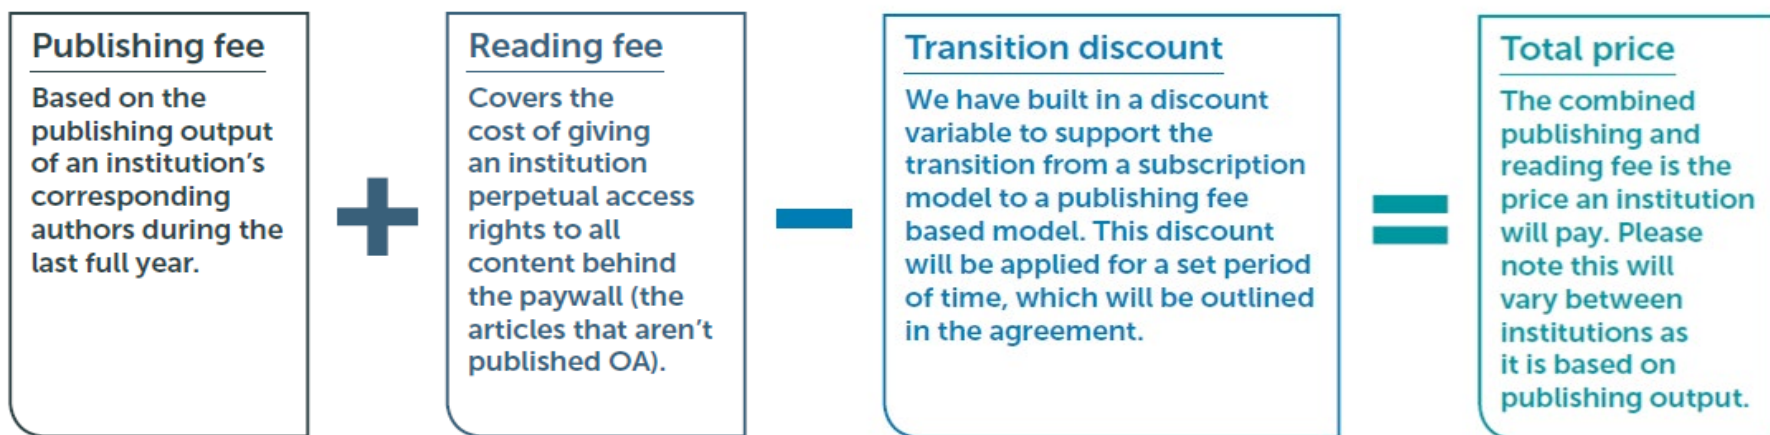 Publishing fee
Based on the
publishing output
of an institution's
corresponding
authors during the
last full year.
+
Reading fee
Covers the
cost of giving
an institution
perpetual access
rights to all
content behind
the paywall (the
articles that aren't
published OA).
−
Transition discount
We have built in a discount
variable to support the
transition from a subscription
model to a publishing fee
based model. This discount
will be applied for a set period
of time, which will be outlined
in the agreement.
=
Total price
The combined
publishing and
reading fee is the
price an institution
will pay. Please
note this will
vary between
institutions as
it is based on
publishing output.